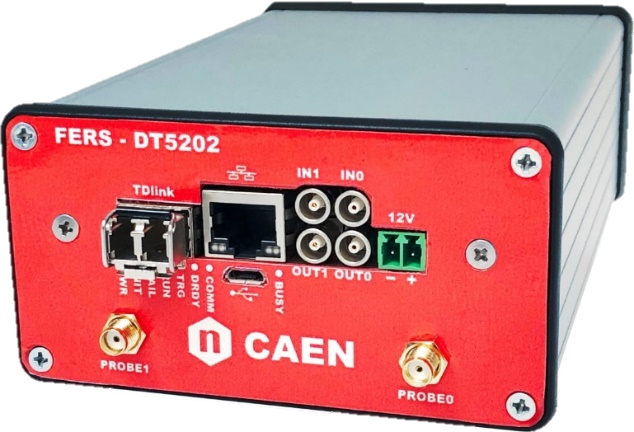 FERS - DT5202
TDlink
IN1 IN0
12V
OUT1 OUT0
- +
TRG
DRDY
COMM
BUSY
n CAEN
PROBE1
PROBE0